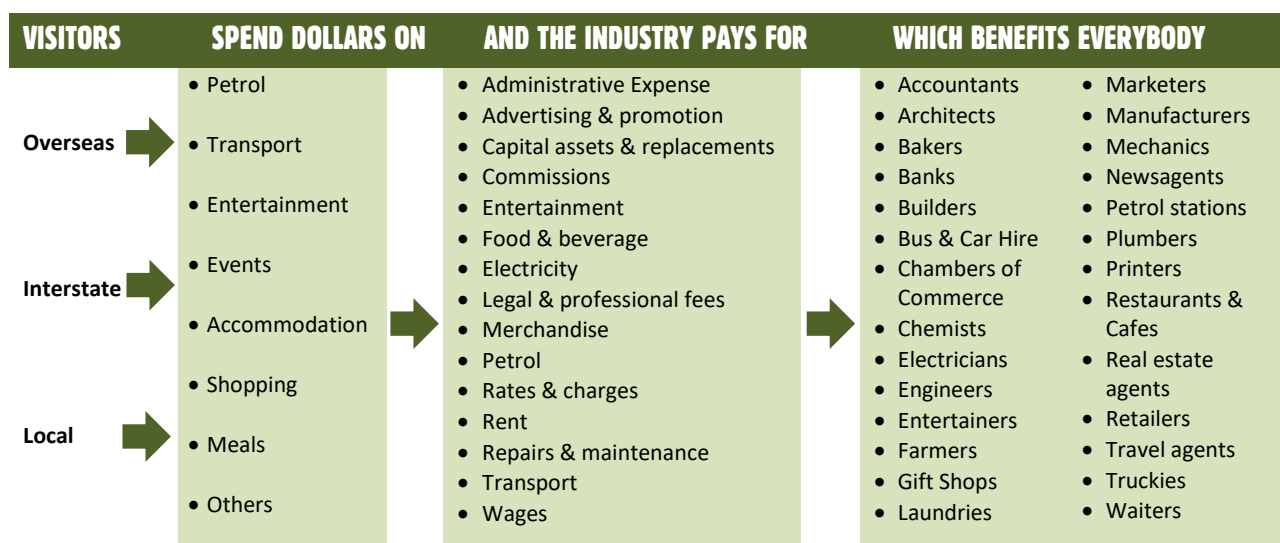 VISITORS SPEND DOLLARS ON AND THE INDUSTRY PAYS FOR WHICH BENEFITS EVERYBODY
Overseas
Interstate
Local
• Petrol
• Transport
• Entertainment
• Events
• Accommodation
• Shopping
• Meals
• Others
• Administrative Expense
• Advertising & promotion
• Capital assets & replacements
• Commissions
• Entertainment
• Food & beverage
• Electricity
• Legal & professional fees
• Merchandise
• Petrol
• Rates & charges
• Rent
• Repairs & maintenance
• Transport
• Wages
• Accountants
• Architects
• Bakers
• Banks
• Builders
• Bus & Car Hire
• Chambers of
Commerce
• Chemists
• Electricians
• Engineers
• Entertainers
• Farmers
• Gift Shops
• Laundries
• Marketers
• Manufacturers
• Mechanics
• Newsagents
• Petrol stations
• Plumbers
• Printers
• Restaurants &
Cafes
• Real estate
agents
• Retailers
• Travel agents
• Truckies
• Waiters